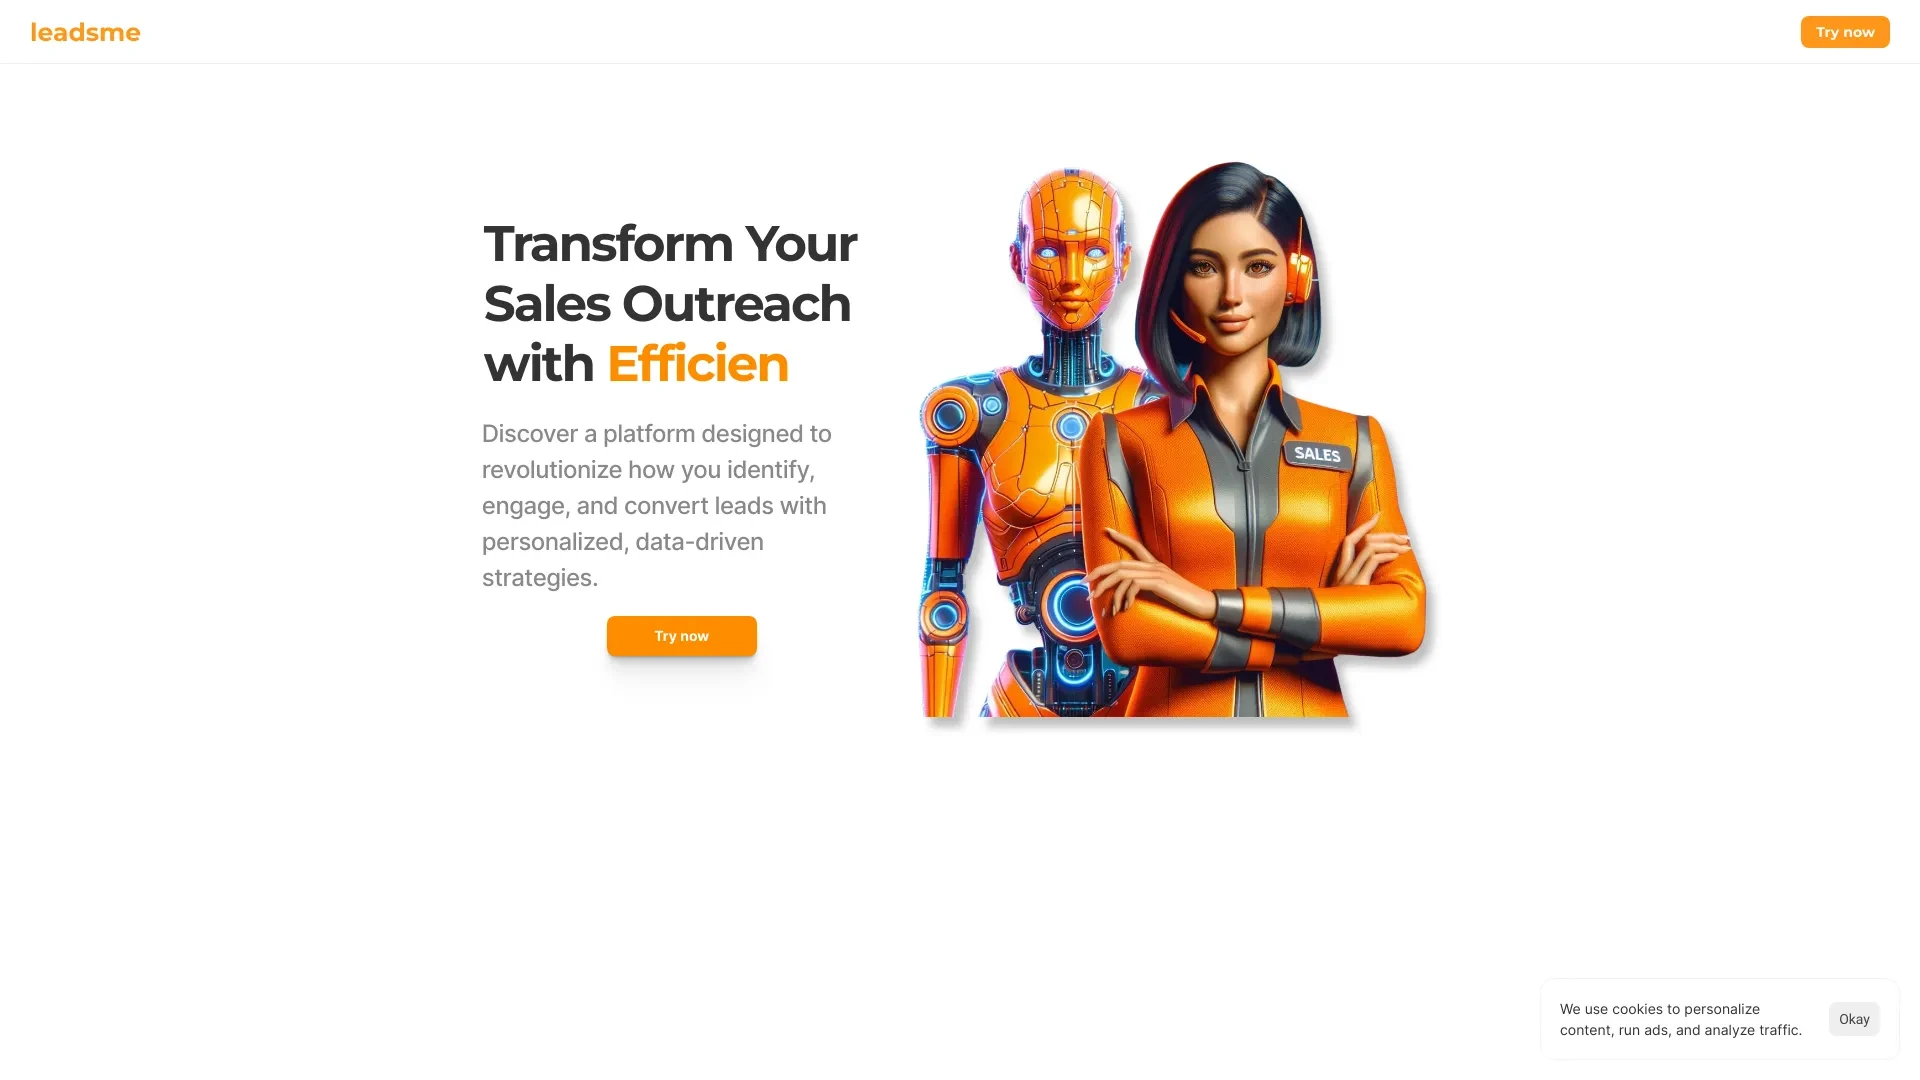 leadsme
Try now
Transform Your
Sales Outreach
with Efficien
Discover a platform designed to
revolutionize how you identify,
engage, and convert leads with
personalized, data-driven
strategies.
Try now
SALES
We use cookies to personalize
content, run ads, and analyze traffic.
Okay